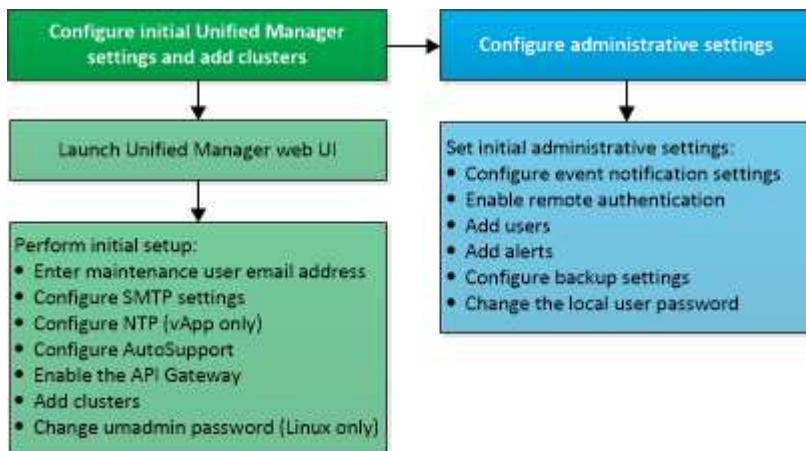 Configure initial Unified Manager
settings and add clusters
Configure administrative settings
Launch Unified Manager web UI
Perform initial setup:
• Enter maintenance user email address
• Configure SMTP settings
• Configure NTP (vApp only)
• Configure AutoSupport
• Enable the API Gateway
• Add clusters
• Change umadmin password (Linux only)
Set initial administrative settings:
• Configure event notification settings
• Enable remote authentication
• Add users
• Add alerts
• Configure backup settings
• Change the local user password